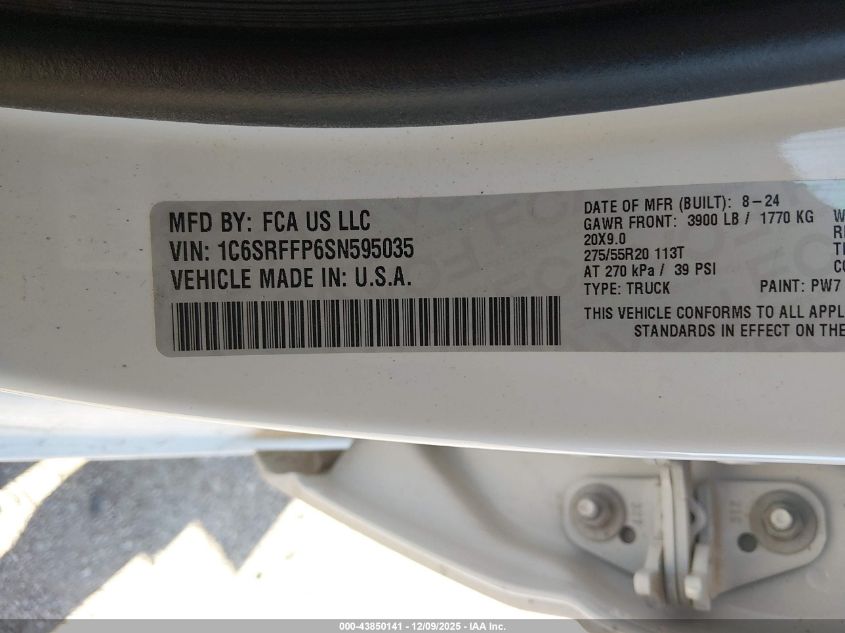 MFD BY: FCA US LLC
VIN: 1C6SRFFP6SN595035
VEHICLE MADE IN: U.S.A.
DATE OF MFR (BUILT): 8-24
GAWR FRONT: 3900 LB / 1770 KG
20X9.0
275/55R20 113T
AT 270 kPa / 39 PSI
TYPE: TRUCK PAINT: PW7
THIS VEHICLE CONFORMS TO ALL
STANDARDS IN EFFECT ON THE
000-43850141 - 12/09/2025 - IAA Inc.